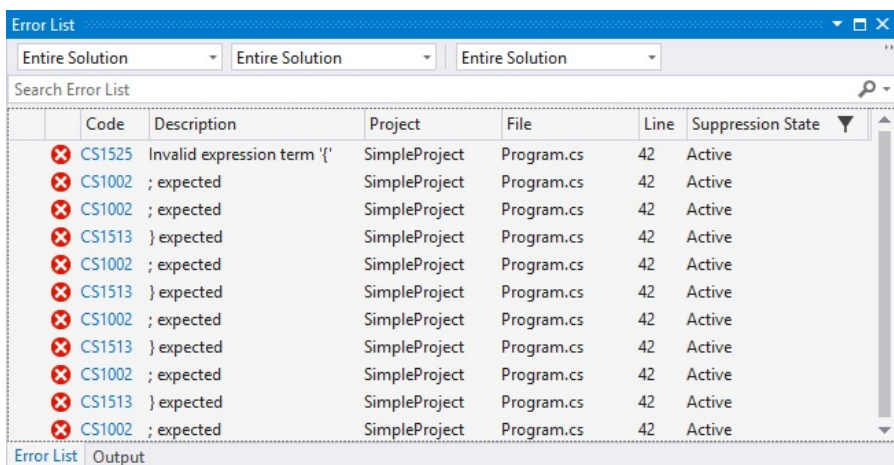 Error List
Entire Solution Entire Solution Entire Solution
Search Error List
Code Description Project File Line Suppression State
CS1525 Invalid expression term '{' SimpleProject Program.cs 42 Active
CS1002 ; expected SimpleProject Program.cs 42 Active
CS1002 ; expected SimpleProject Program.cs 42 Active
CS1513 } expected SimpleProject Program.cs 42 Active
CS1002 ; expected SimpleProject Program.cs 42 Active
CS1513 } expected SimpleProject Program.cs 42 Active
CS1002 ; expected SimpleProject Program.cs 42 Active
CS1513 } expected SimpleProject Program.cs 42 Active
CS1002 ; expected SimpleProject Program.cs 42 Active
CS1513 } expected SimpleProject Program.cs 42 Active
CS1002 ; expected SimpleProject Program.cs 42 Active
Error List Output